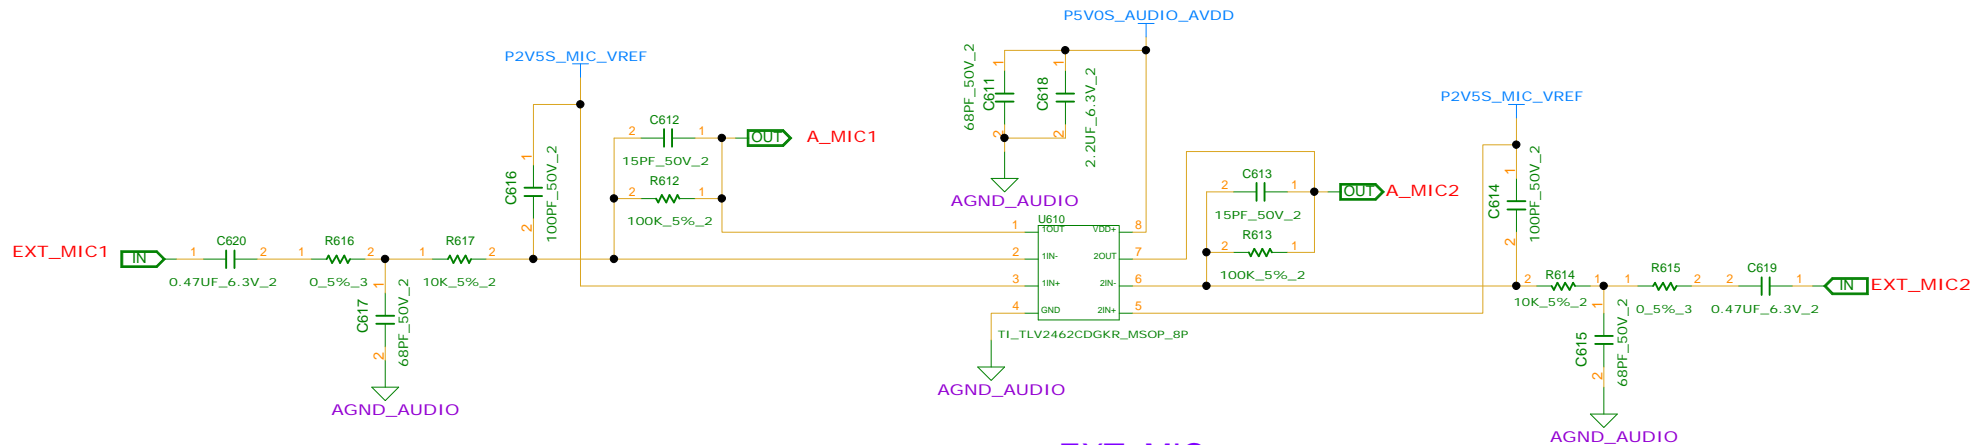 P5V0S_AUDIO_AVDD
P2V5S_MIC_VREF
1
C611
68PF_50V_2
2
1
C618
2.2UF_6.3V_2
2
AGND_AUDIO
P2V5S_MIC_VREF
2
C612
1
15PF_50V_2
OUT
A_MIC1
2
R612
1
100K_5%_2
1
C616
100PF_50V_2
2
2
C613
1
15PF_50V_2
OUT
A_MIC2
2
R613
1
100K_5%_2
1
C614
100PF_50V_2
2
EXT_MIC1
IN
1
C620
2
0.47UF_6.3V_2
1
R616
2
0_5%_3
1
R617
2
10K_5%_2
1
C617
68PF_50V_2
2
AGND_AUDIO
U610
1
1OUT
VDD+
8
2
1IN-
2OUT
7
3
1IN+
2IN-
6
4
GND
2IN+
5
TI_TLV2462CDGKR_MSOP_8P
AGND_AUDIO
2
R614
1
10K_5%_2
1
R615
2
0_5%_3
2
C619
1
0.47UF_6.3V_2
IN
EXT_MIC2
1
C615
68PF_50V_2
2
AGND_AUDIO
EXT_MIC